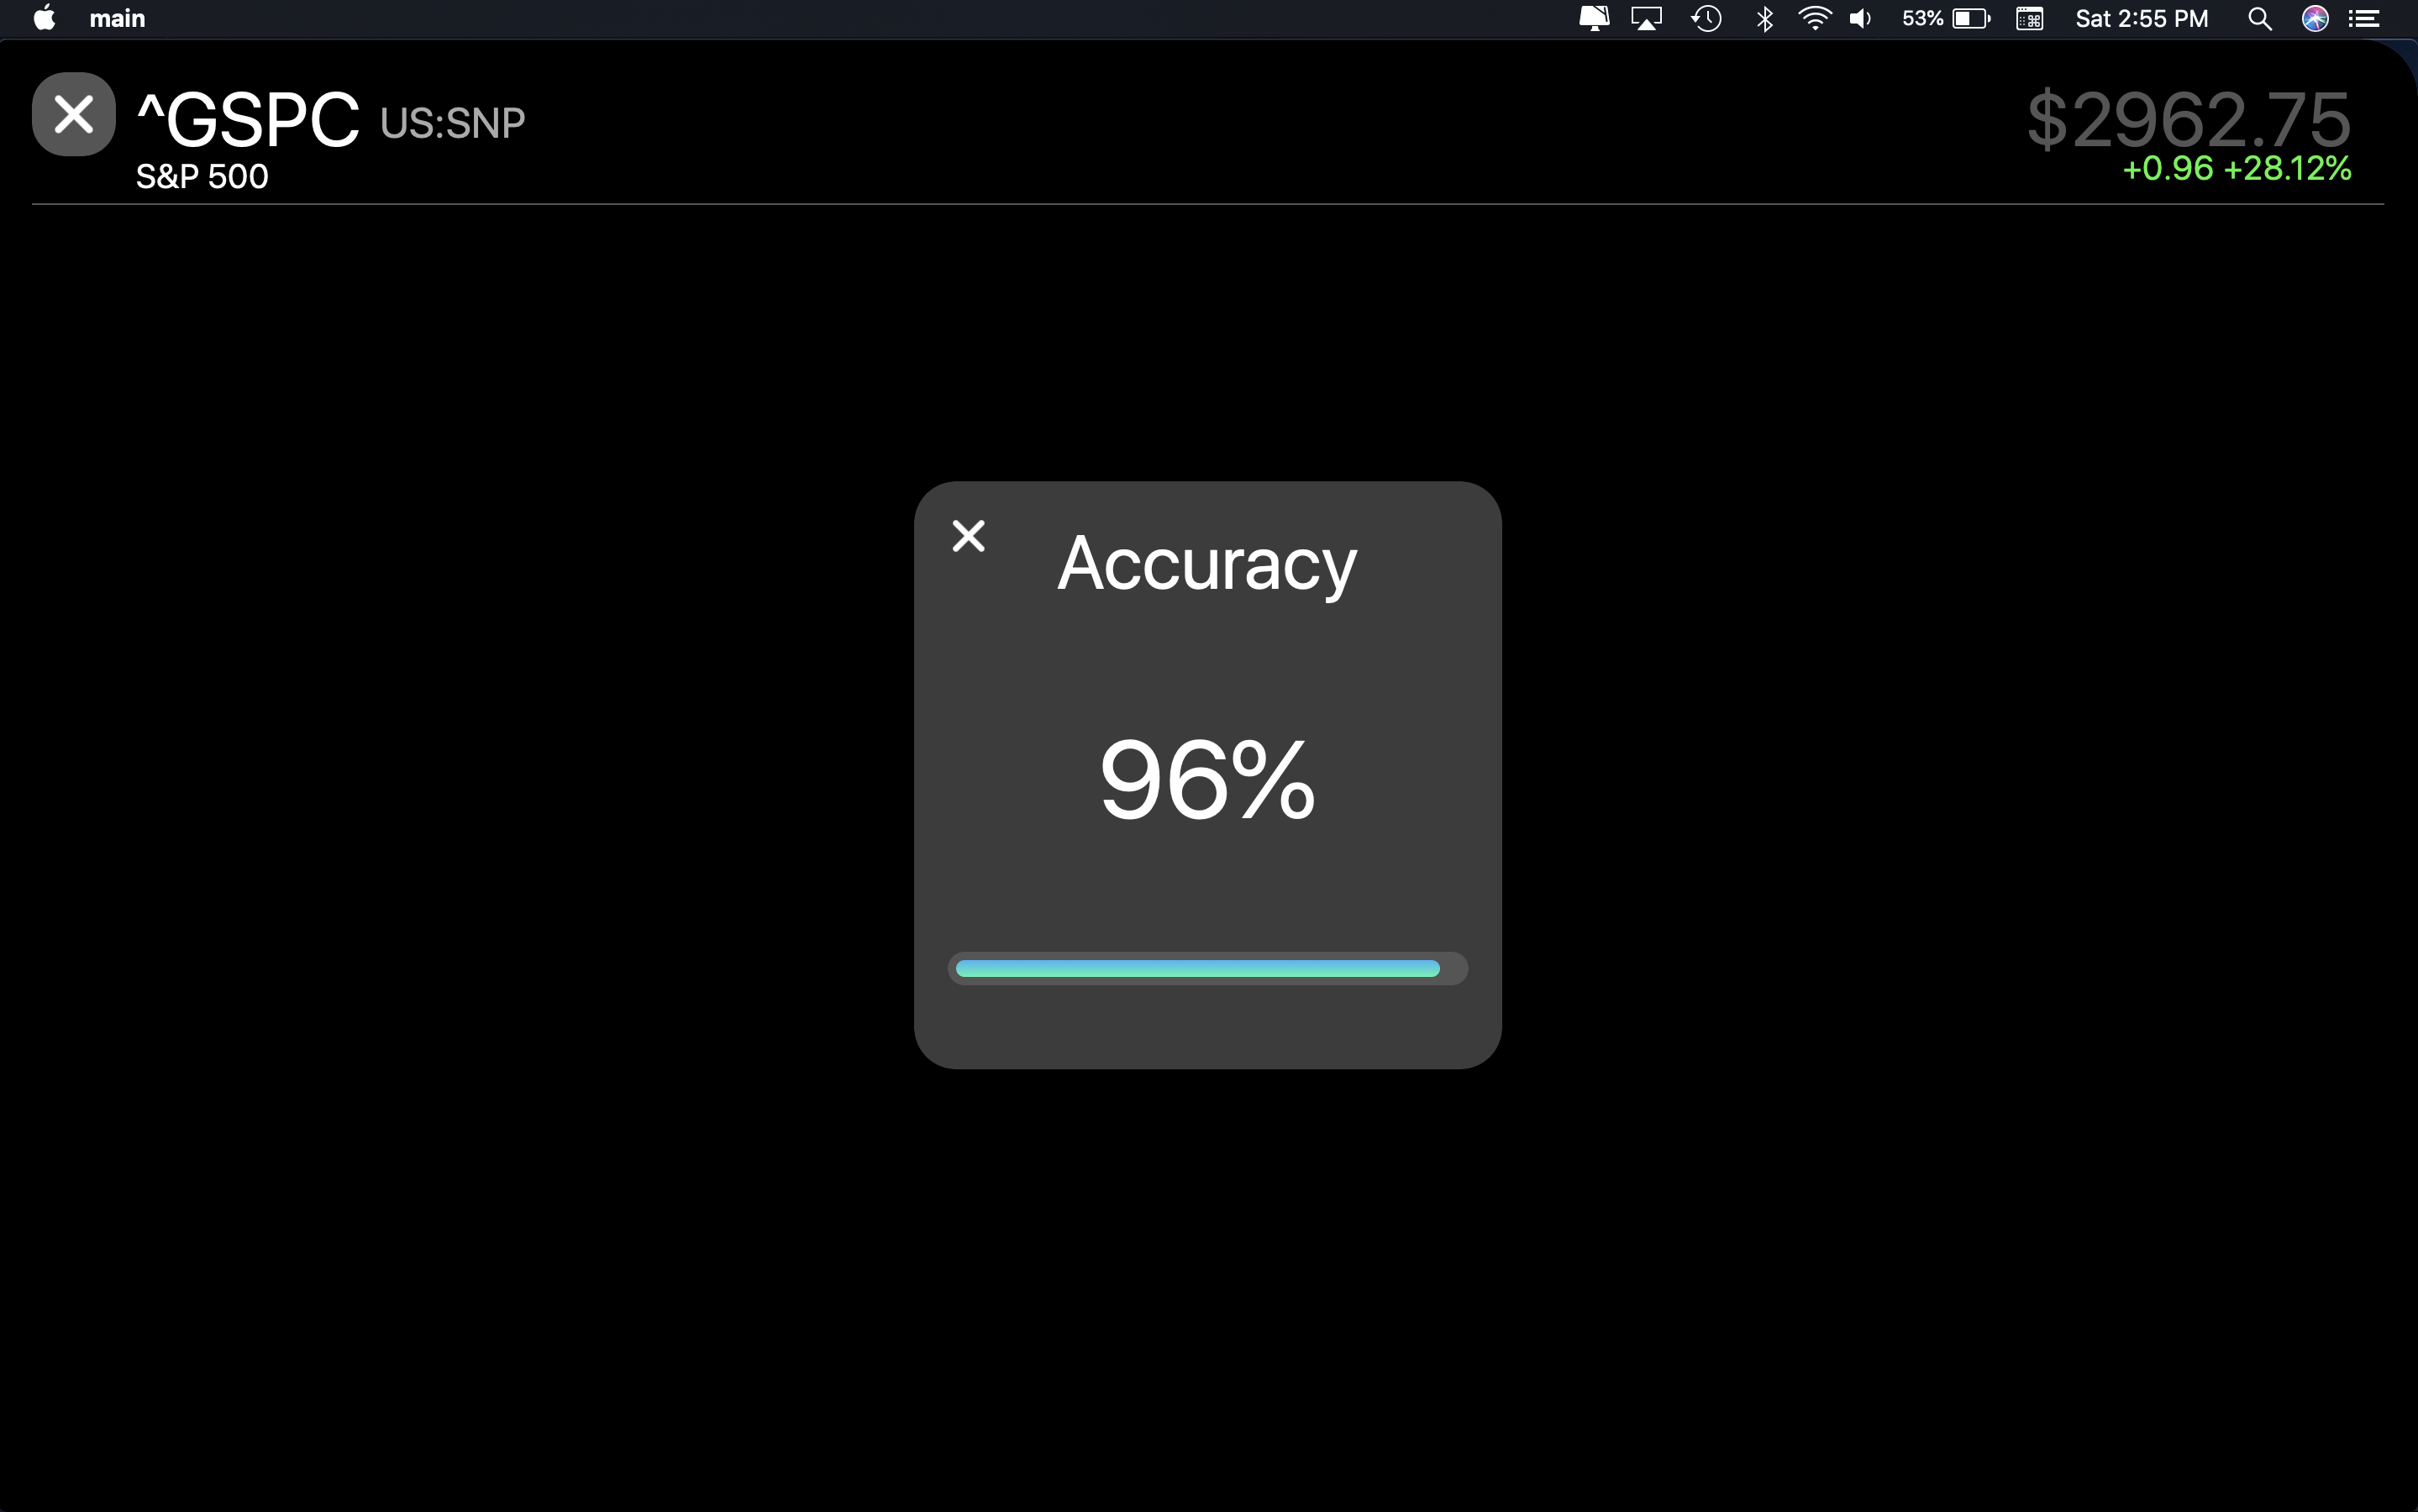 main
53%
Sat 2:55 PM
^GSPC US:SNP
$2962.75
S&P 500
+0.96 +28.12%
Accuracy
96%